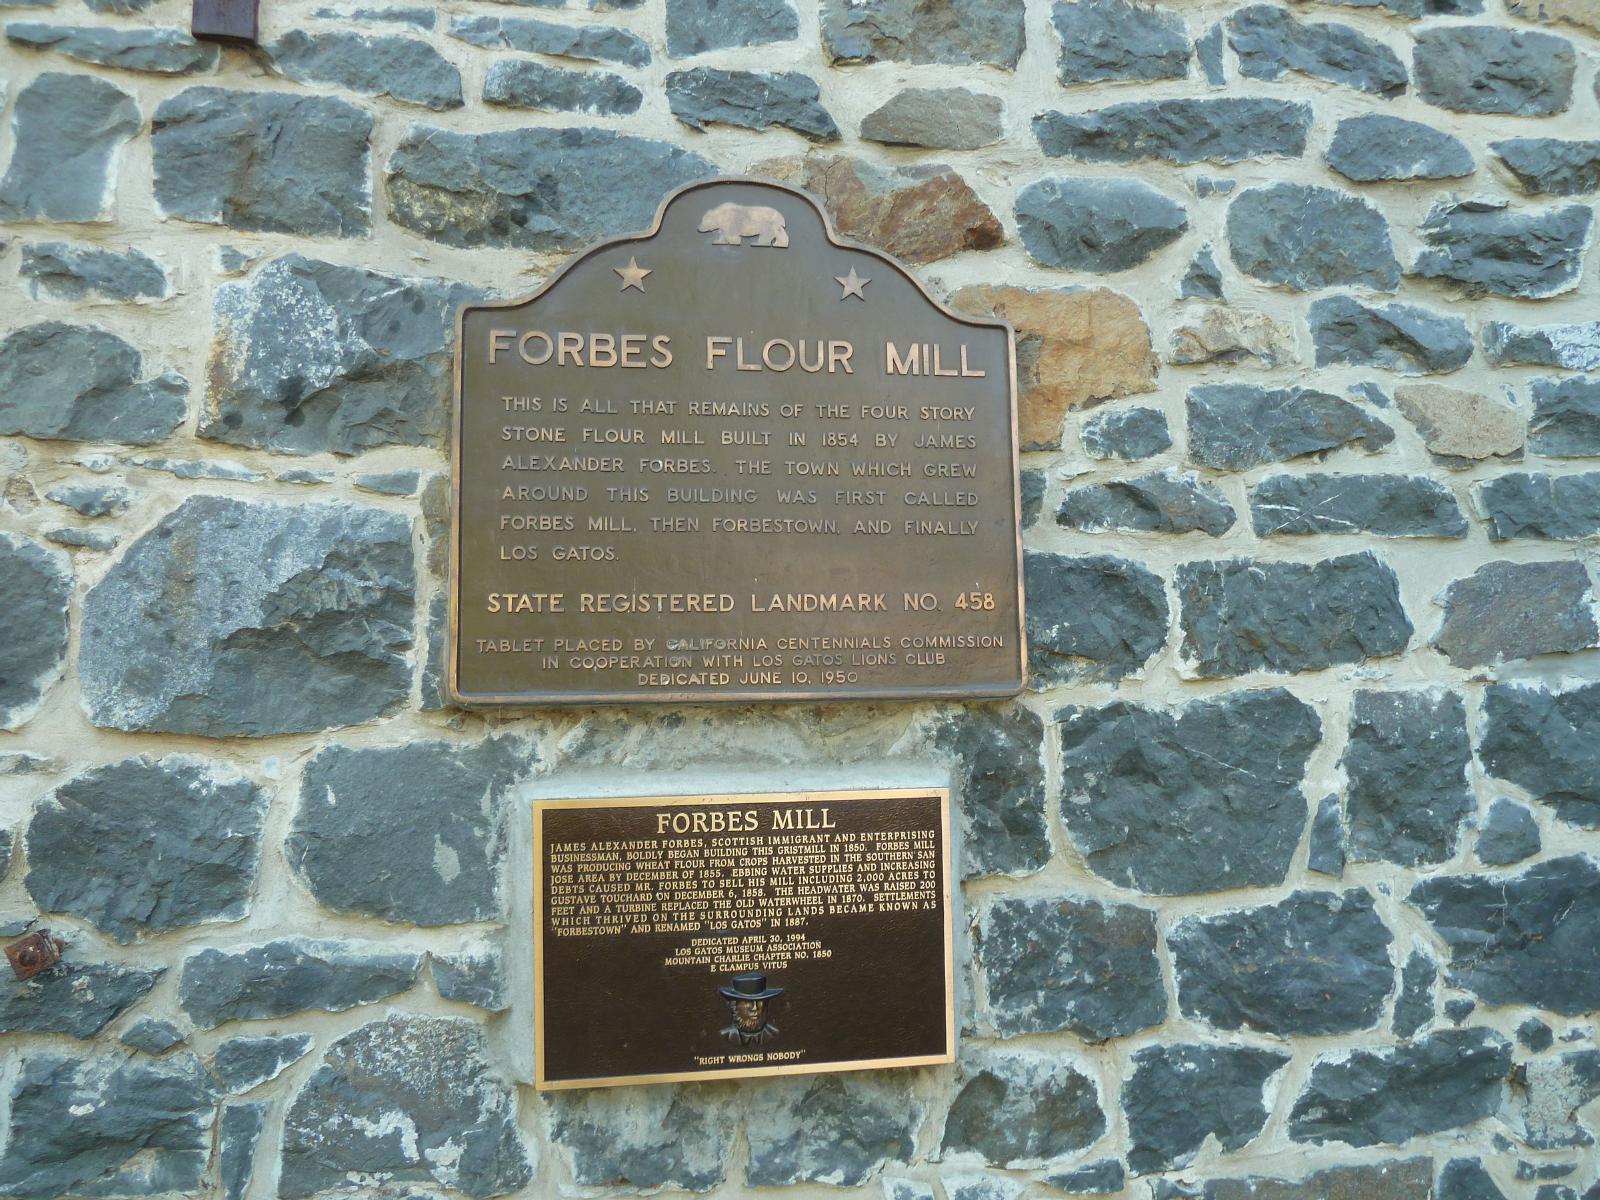 FORBES FLOUR MILL
THIS IS ALL THAT REMAINS OF THE FOUR STORY
STONE FLOUR MILL BUILT IN 1854 BY JAMES
ALEXANDER FORBES. THE TOWN WHICH GREW
AROUND THIS BUILDING WAS FIRST CALLED
FORBES MILL, THEN FORBESTOWN, AND FINALLY
LOS GATOS.
STATE REGISTERED LANDMARK NO. 458
TABLET PLACED BY CALIFORNIA CENTENNIALS COMMISSION
IN COOPERATION WITH LOS GATOS LIONS CLUB
DEDICATED JUNE 10, 1950
FORBES MILL
JAMES ALEXANDER FORBES, SCOTTISH IMMIGRANT AND ENTERPRISING
BUSINESSMAN, BOLDLY BEGAN BUILDING THIS GRISTMILL IN 1850. FORBES MILL
WAS PRODUCING WHEAT FLOUR FROM CROPS HARVESTED IN THE SOUTHERN SAN
JOSE AREA BY DECEMBER OF 1855. EBBING WATER SUPPLIES AND INCREASING
DEBTS CAUSED MR. FORBES TO SELL HIS MILL INCLUDING 2,000 ACRES TO
GUSTAVE TOUCHARD ON DECEMBER 6, 1858. THE HEADWATER WAS RAISED 200
FEET AND A TURBINE REPLACED THE OLD WATERWHEEL IN 1870. SETTLEMENTS
WHICH THRIVED ON THE SURROUNDING LANDS BECAME KNOWN AS
"FORBESTOWN" AND RENAMED "LOS GATOS" IN 1887.
DEDICATED APRIL 30, 1994
LOS GATOS MUSEUM ASSOCIATION
MOUNTAIN CHARLIE CHAPTER NO. 1850
E CLAMPUS VITUS
"RIGHT WRONGS NOBODY"